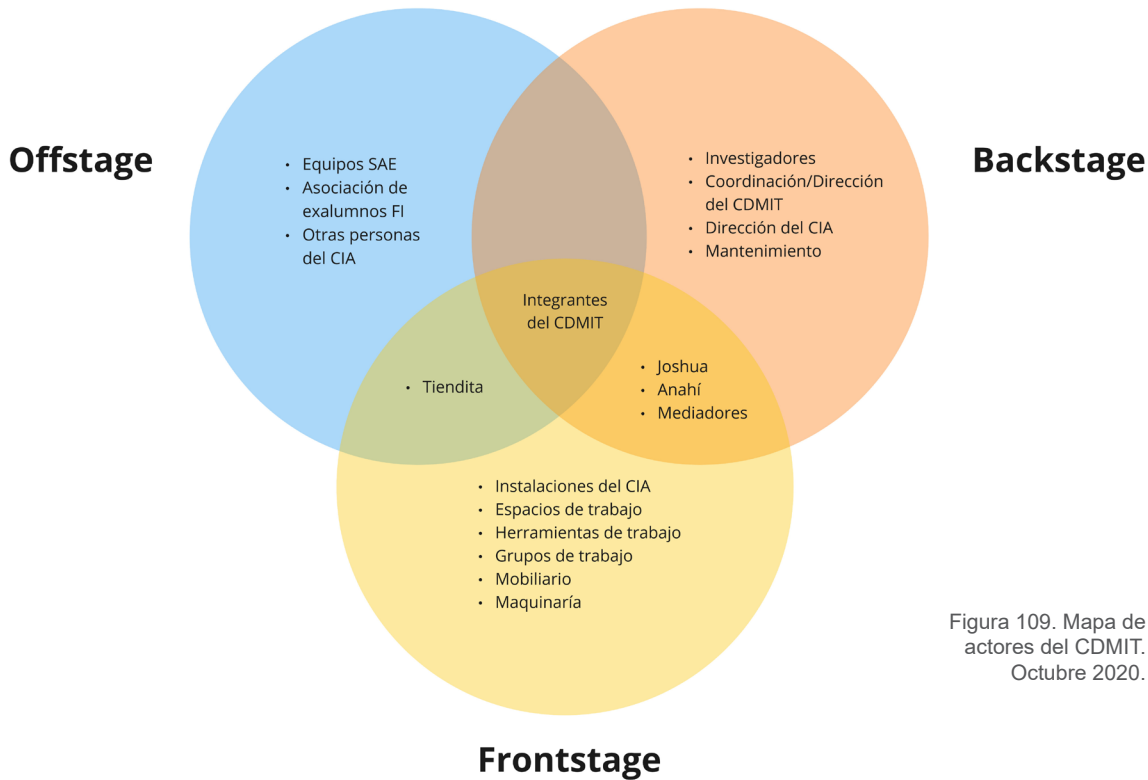 Offstage
• Equipos SAE
• Asociación de
exalumnos FI
• Otras personas
del CIA
Backstage
• Investigadores
• Coordinación/Dirección
del CDMIT
• Dirección del CIA
• Mantenimiento
Integrantes
del CDMIT
• Tiendita
• Joshua
• Anahí
• Mediadores
• Instalaciones del CIA
• Espacios de trabajo
• Herramientas de trabajo
• Grupos de trabajo
• Mobiliario
• Maquinaría
Frontstage
Figura 109. Mapa de
actores del CDMIT.
Octubre 2020.